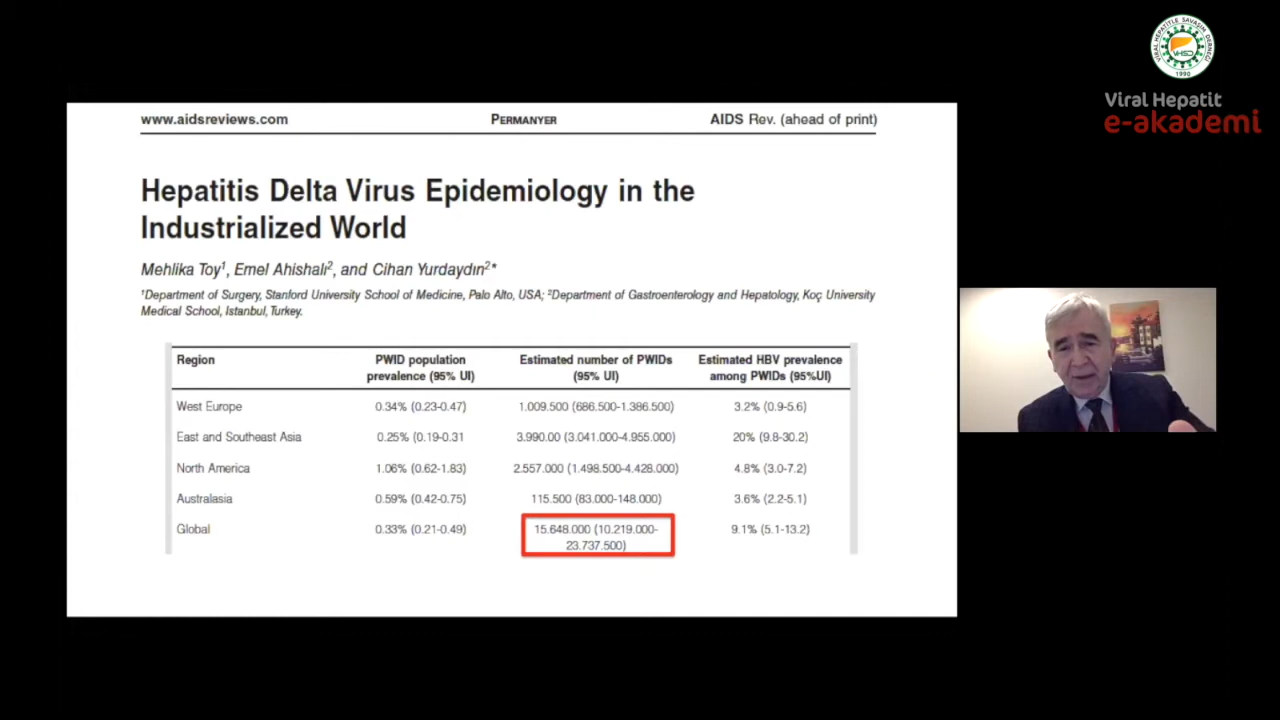 VIRAL HEPATİTLE SAVAŞIM DERNEĞİ
VHSD
1990
Viral Hepatit
e-akademi
www.aidsreviews.com PERMANYER AIDS Rev. (ahead of print)
Hepatitis Delta Virus Epidemiology in the
Industrialized World
Mehlika Toy¹, Emel Ahishalı², and Cihan Yurdaydın²*
¹Department of Surgery, Stanford University School of Medicine, Palo Alto, USA; ²Department of Gastroenterology and Hepatology, Koç University
Medical School, Istanbul, Turkey.
Region PWID population Estimated number of PWIDs Estimated HBV prevalence
prevalence (95% UI) (95% UI) among PWIDs (95%UI)
West Europe 0.34% (0.23-0.47) 1.009.500 (686.500-1.386.500) 3.2% (0.9-5.6)
East and Southeast Asia 0.25% (0.19-0.31 3.990.00 (3.041.000-4.955.000) 20% (9.8-30.2)
North America 1.06% (0.62-1.83) 2.557.000 (1.498.500-4.428.000) 4.8% (3.0-7.2)
Australasia 0.59% (0.42-0.75) 115.500 (83.000-148.000) 3.6% (2.2-5.1)
Global 0.33% (0.21-0.49) 15.648.000 (10.219.000- 9.1% (5.1-13.2)
23.737.500)